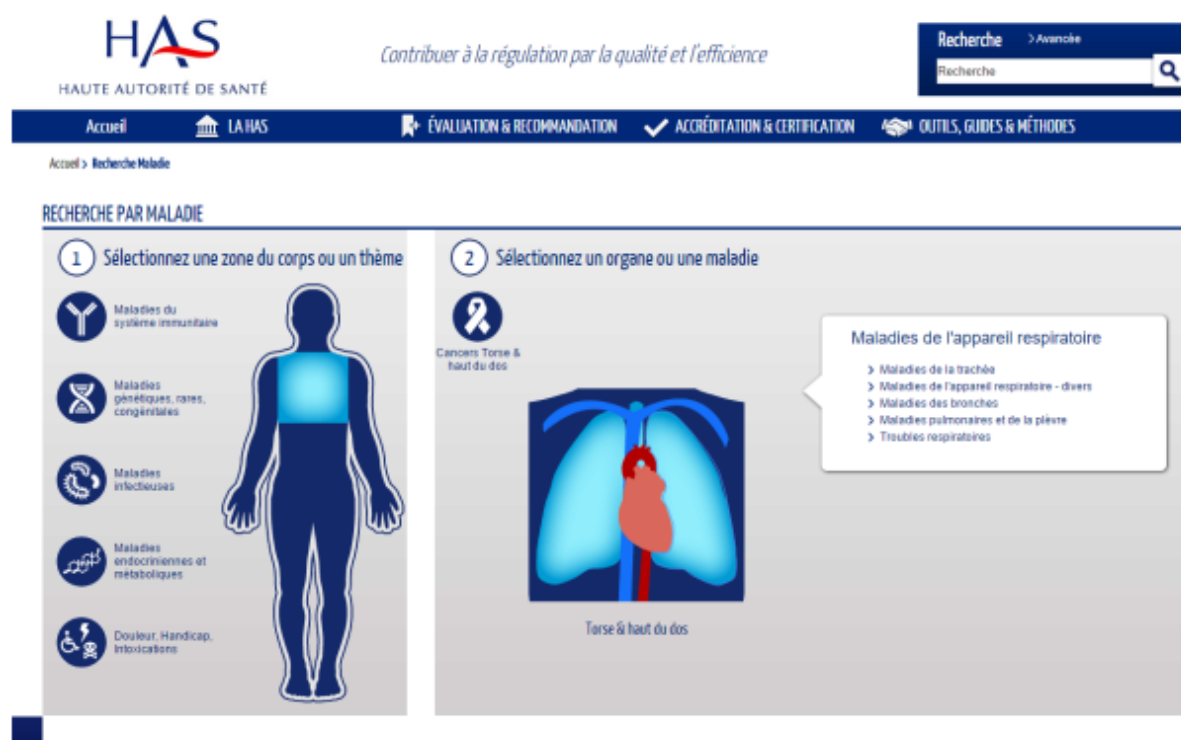 HAS
HAUTE AUTORITÉ DE SANTÉ
Contribuer à la régulation par la qualité et l'efficience
Recherche > Avancée
Recherche
Accueil LA HAS ÉVALUATION & RECOMMANDATION ACCRÉDITATION & CERTIFICATION OUTILS, GUIDES & MÉTHODES
Accueil > Recherche Maladie
RECHERCHE PAR MALADIE
1 Sélectionnez une zone du corps ou un thème
Maladies du
système immunitaire
Maladies
génétiques, rares,
congénitales
Maladies
infectieuses
Maladies
endocriniennes et
métaboliques
Douleur, Handicap,
Intoxications
2 Sélectionnez un organe ou une maladie
Cancers Torse &
haut du dos
Torse & haut du dos
Maladies de l'appareil respiratoire
> Maladies de la trachée
> Maladies de l'appareil respiratoire - divers
> Maladies des bronches
> Maladies pulmonaires et de la plèvre
> Troubles respiratoires